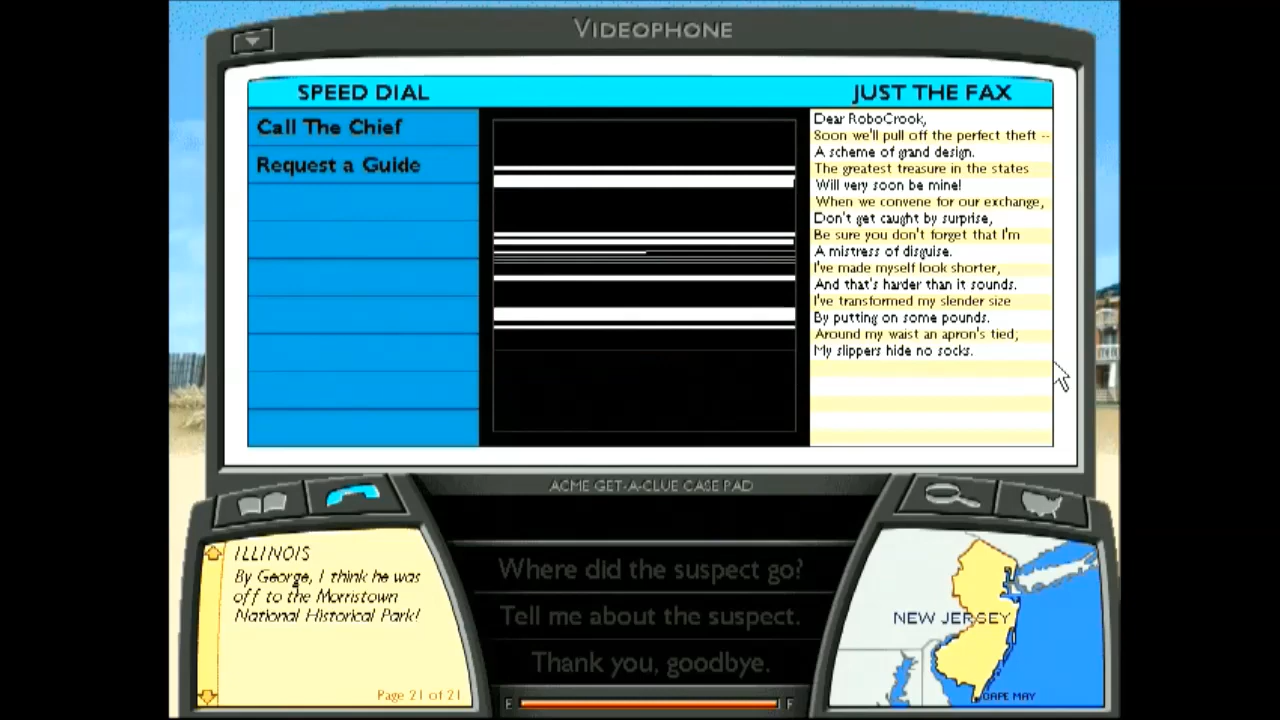 VIDEOPHONE
SPEED DIAL
Call The Chief
Request a Guide
JUST THE FAX
Dear RoboCrook,
Soon we'll pull off the perfect theft --
A scheme of grand design.
The greatest treasure in the states
Will very soon be mine!
When we convene for our exchange,
Don't get caught by surprise,
Be sure you don't forget that I'm
A mistress of disguise.
I've made myself look shorter,
And that's harder than it sounds.
I've transformed my slender size
By putting on some pounds.
Around my waist an apron's tied;
My slippers hide no socks.
ACME GET-A-CLUE CASE PAD
ILLINOIS
By George, I think he was
off to the Morristown
National Historical Park!
Page 21 of 21
Where did the suspect go?
Tell me about the suspect.
Thank you, goodbye.
E F
NEW JERSEY
CAPE MAY